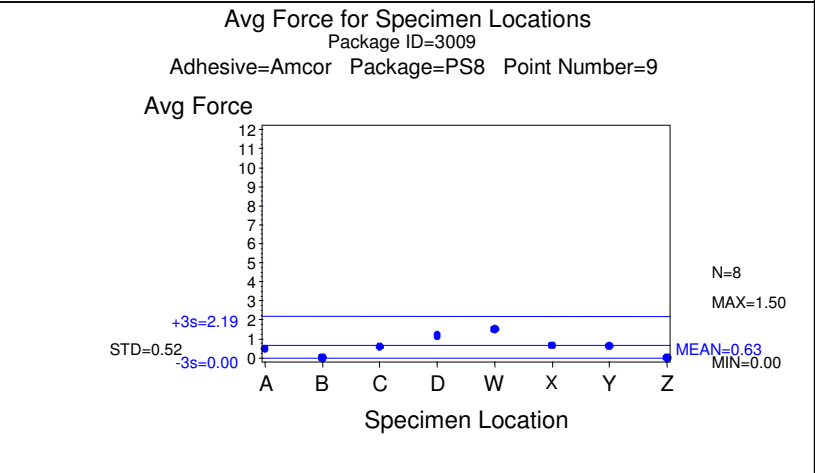 Avg Force for Specimen Locations
Package ID=3009
Adhesive=Amcor Package=PS8 Point Number=9
Avg Force
12
11
10
9
8
7
6
5
4
3
2
1
0
+3s=2.19
STD=0.52
-3s=0.00
N=8
MAX=1.50
MEAN=0.63
MIN=0.00
A B C D W X Y Z
Specimen Location